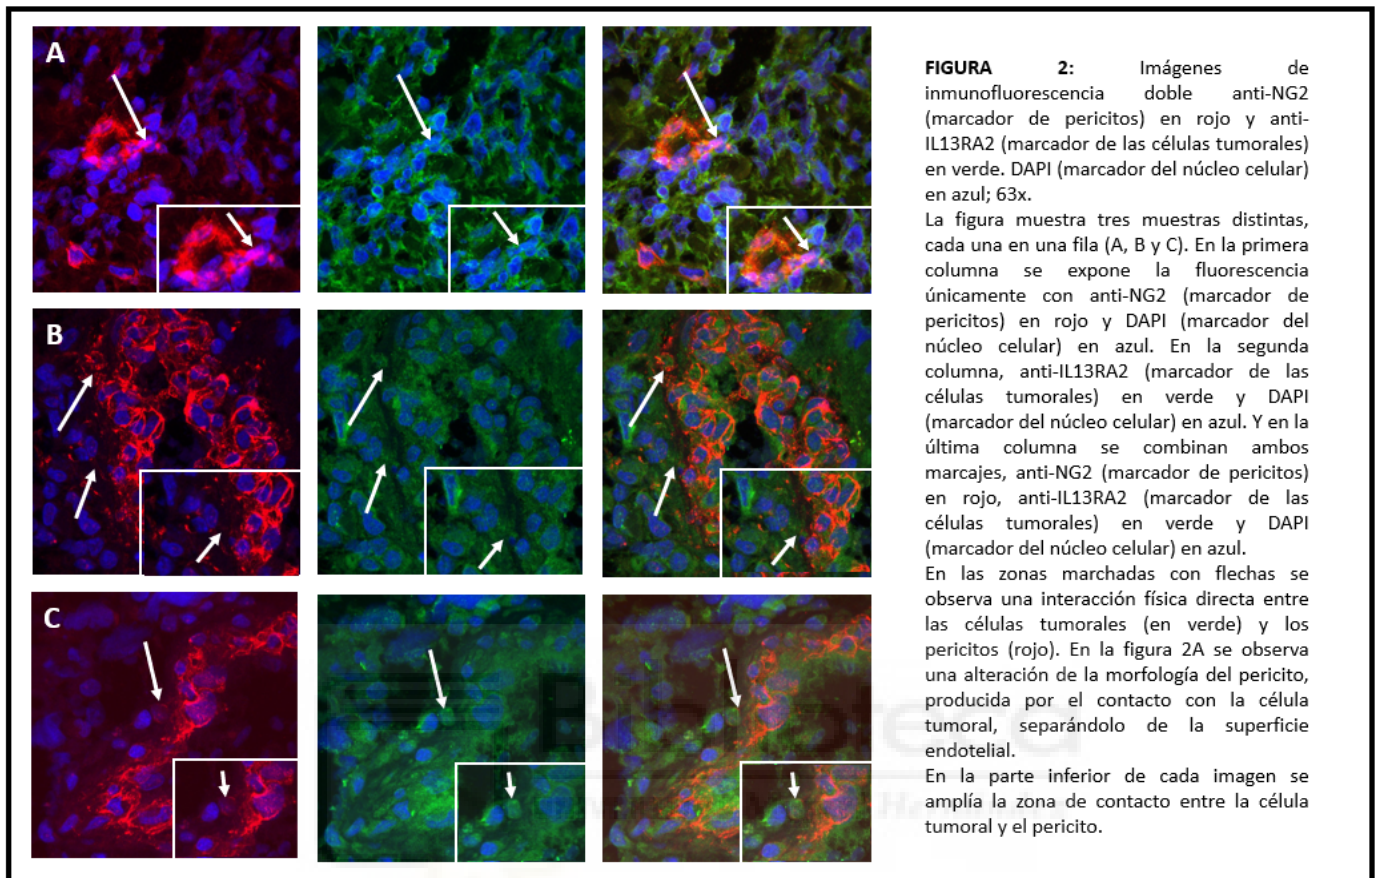 A
B
C
FIGURA 2: Imágenes de
inmunofluorescencia doble anti-NG2
(marcador de pericitos) en rojo y anti-
IL13RA2 (marcador de las células tumorales)
en verde. DAPI (marcador del núcleo celular)
en azul; 63x.
La figura muestra tres muestras distintas,
cada una en una fila (A, B y C). En la primera
columna se expone la fluorescencia
únicamente con anti-NG2 (marcador de
pericitos) en rojo y DAPI (marcador del
núcleo celular) en azul. En la segunda
columna, anti-IL13RA2 (marcador de las
células tumorales) en verde y DAPI
(marcador del núcleo celular) en azul. Y en la
última columna se combinan ambos
marcajes, anti-NG2 (marcador de pericitos)
en rojo, anti-IL13RA2 (marcador de las
células tumorales) en verde y DAPI
(marcador del núcleo celular) en azul.
En las zonas marchadas con flechas se
observa una interacción física directa entre
las células tumorales (en verde) y los
pericitos (rojo). En la figura 2A se observa
una alteración de la morfología del pericito,
producida por el contacto con la célula
tumoral, separándolo de la superficie
endotelial.
En la parte inferior de cada imagen se
amplía la zona de contacto entre la célula
tumoral y el pericito.
Biblioteca